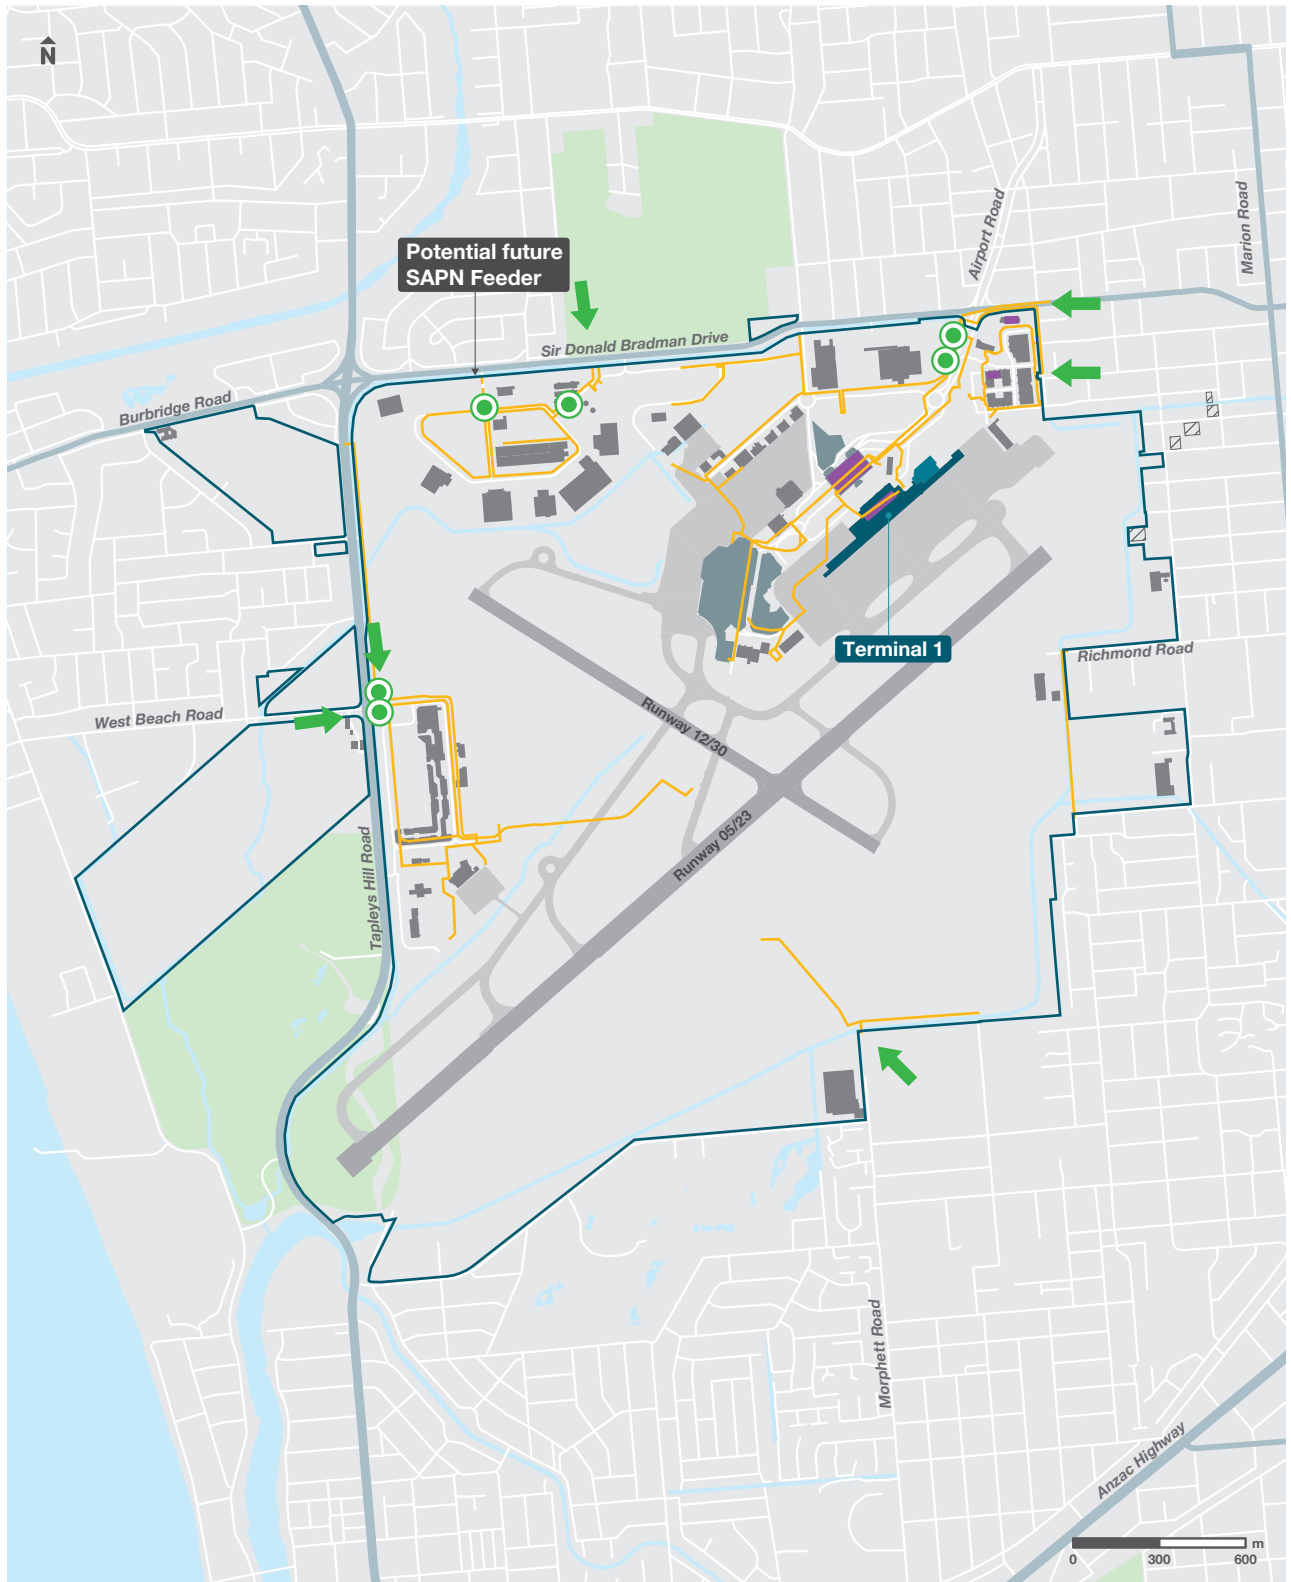 N
Marion Road
Airport Road
Potential future
SAPN Feeder
Sir Donald Bradman Drive
Burbridge Road
Terminal 1
Richmond Road
West Beach Road
Runway 12/30
Runway 05/23
Tapleys Hill Road
Morphett Road
Anzac Highway
m
0 300 600